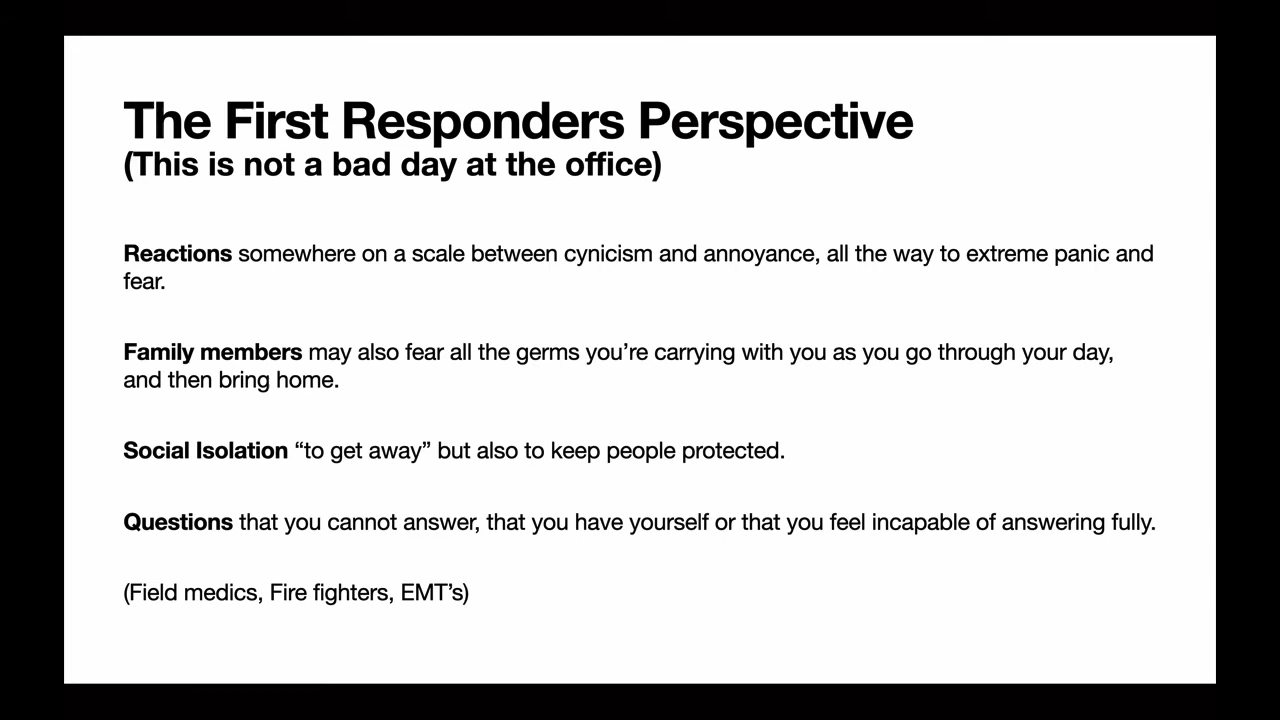 The First Responders Perspective
(This is not a bad day at the office)
Reactions somewhere on a scale between cynicism and annoyance, all the way to extreme panic and
fear.
Family members may also fear all the germs you’re carrying with you as you go through your day,
and then bring home.
Social Isolation “to get away” but also to keep people protected.
Questions that you cannot answer, that you have yourself or that you feel incapable of answering fully.
(Field medics, Fire fighters, EMT’s)